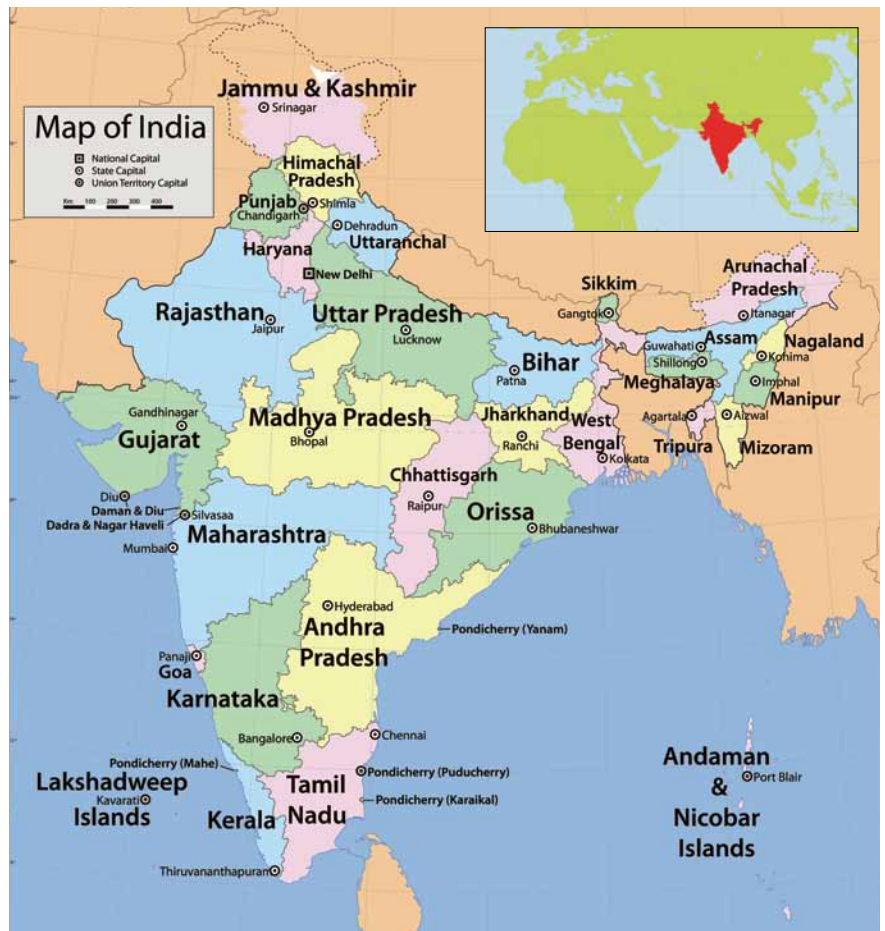 Jammu & Kashmir
Srinagar
Map of India
National Capital
State Capital
Union Territory Capital
Km 100 200 300 400
Himachal
Pradesh
Shimla
Punjab
Chandigarh
Dehradun
Uttaranchal
Haryana
New Delhi
Sikkim
Gangtok
Arunachal
Pradesh
Itanagar
Rajasthan
Jaipur
Uttar Pradesh
Lucknow
Bihar
Patna
Guwahati
Assam
Nagaland
Kohima
Shillong
Meghalaya
Imphal
Manipur
Gandhinagar
Gujarat
Madhya Pradesh
Bhopal
Jharkhand
Ranchi
West
Bengal
Kolkata
Agartala
Tripura
Aizwal
Mizoram
Chhattisgarh
Raipur
Diu
Daman & Diu
Dadra & Nagar Haveli
Silvasaa
Mumbai
Maharashtra
Orissa
Bhubaneshwar
Hyderabad
Andhra
Pradesh
Pondicherry (Yanam)
Panaji
Goa
Karnataka
Bangalore
Chennai
Pondicherry (Mahe)
Pondicherry (Puducherry)
Lakshadweep
Kavarati
Islands
Kerala
Tamil
Nadu
Pondicherry (Karaikal)
Thiruvananthapuran
Andaman
&
Port Blair
Nicobar
Islands